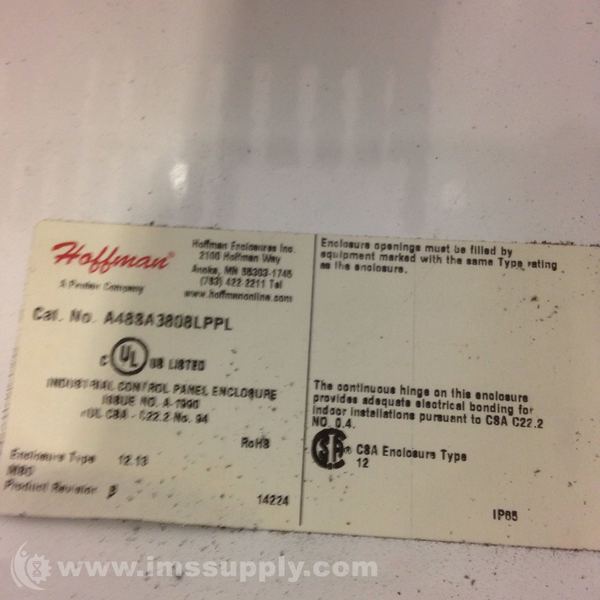 Hoffman®
A Pentair Company
Hoffman Enclosures Inc.
2100 Hoffman Way
Anoka, MN 55303-1745
(763) 422-2211 Tel
www.hoffmanonline.com
Cat. No.
C UL US LISTED
INDUSTRIAL CONTROL PANEL ENCLOSURE
ISSUE NO. A-1990
cUL CSA - C22.2 No. 94
RoHS
Enclosure Type 12,13
Product Revision
14224
Enclosure openings must be filled by
equipment marked with the same Type rating
as the enclosure.
The continuous hinge on this enclosure
provides adequate electrical bonding for
indoor installations pursuant to CSA C22.2
NO. 0.4.
SA® CSA Enclosure Type
12
IP65
www.imssupply.com